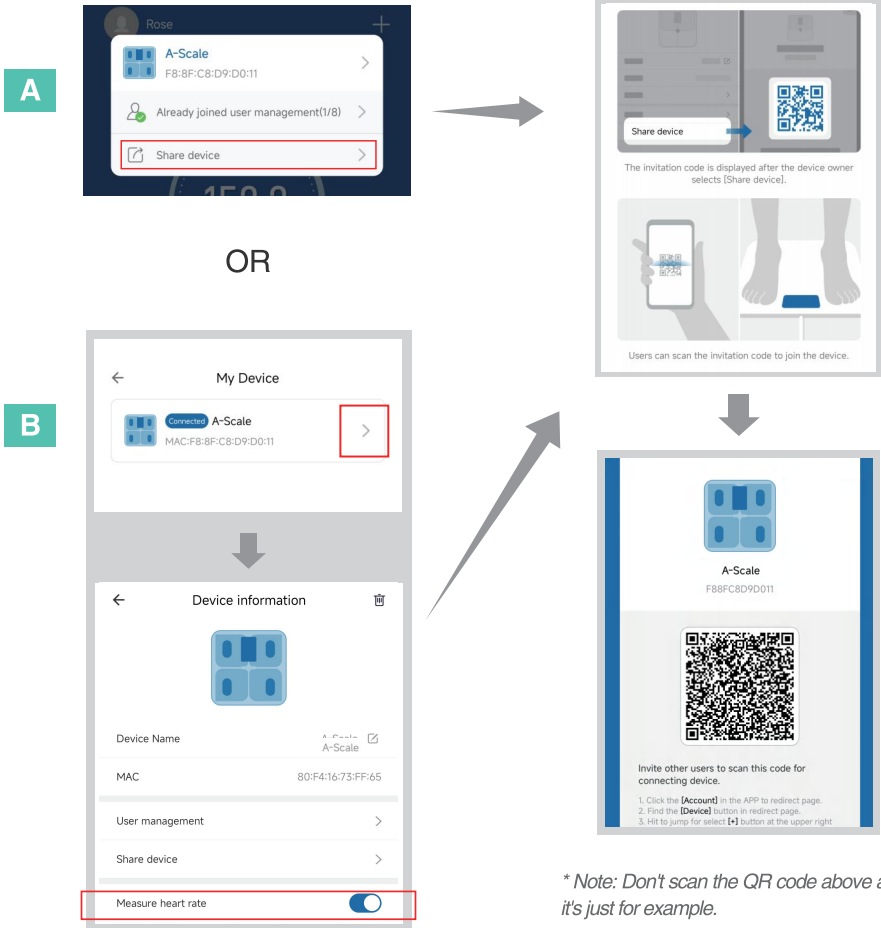 A
Rose
A-Scale
F8:8F:C8:D9:D0:11
Already joined user management(1/8)
Share device
OR
B
My Device
Connected A-Scale
MAC:F8:8F:C8:D9:D0:11
Device information
Device Name
A-Scale
MAC
80:F4:16:73:FF:65
User management
Share device
Measure heart rate
Share device
The invitation code is displayed after the device owner
selects [Share device].
Users can scan the invitation code to join the device.
A-Scale
F88FC8D9D011
Invite other users to scan this code for
connecting device.
1. Click the [Account] in the APP to redirect page.
2. Find the [Device] button in redirect page.
3. Hit to jump for select [+] button at the upper right
* Note: Don't scan the QR code above
it's just for example.